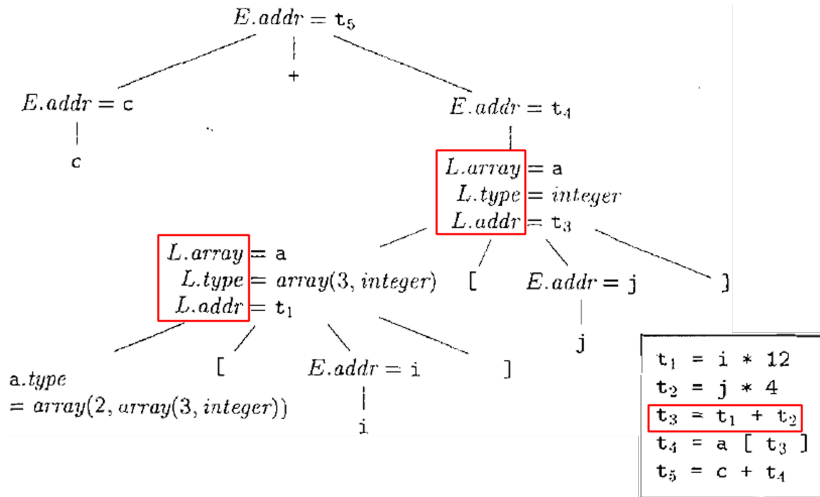 E.addr = t₅
+
E.addr = c
E.addr = t₄
c
L.array = a
L.type = integer
L.addr = t₃
L.array = a
L.type = array(3, integer)
L.addr = t₁
[
E.addr = j
]
j
a.type
= array(2, array(3, integer))
[
E.addr = i
]
i
t₁ = i * 12
t₂ = j * 4
t₃ = t₁ + t₂
t₄ = a [ t₃ ]
t₅ = c + t₄